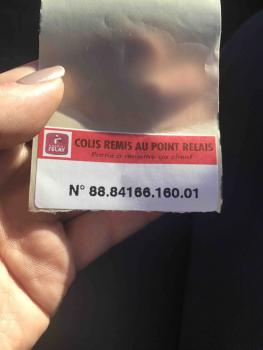 RELAY
COLIS REMIS AU POINT RELAIS
Partie à remettre au client
N° 88.84166.160.01